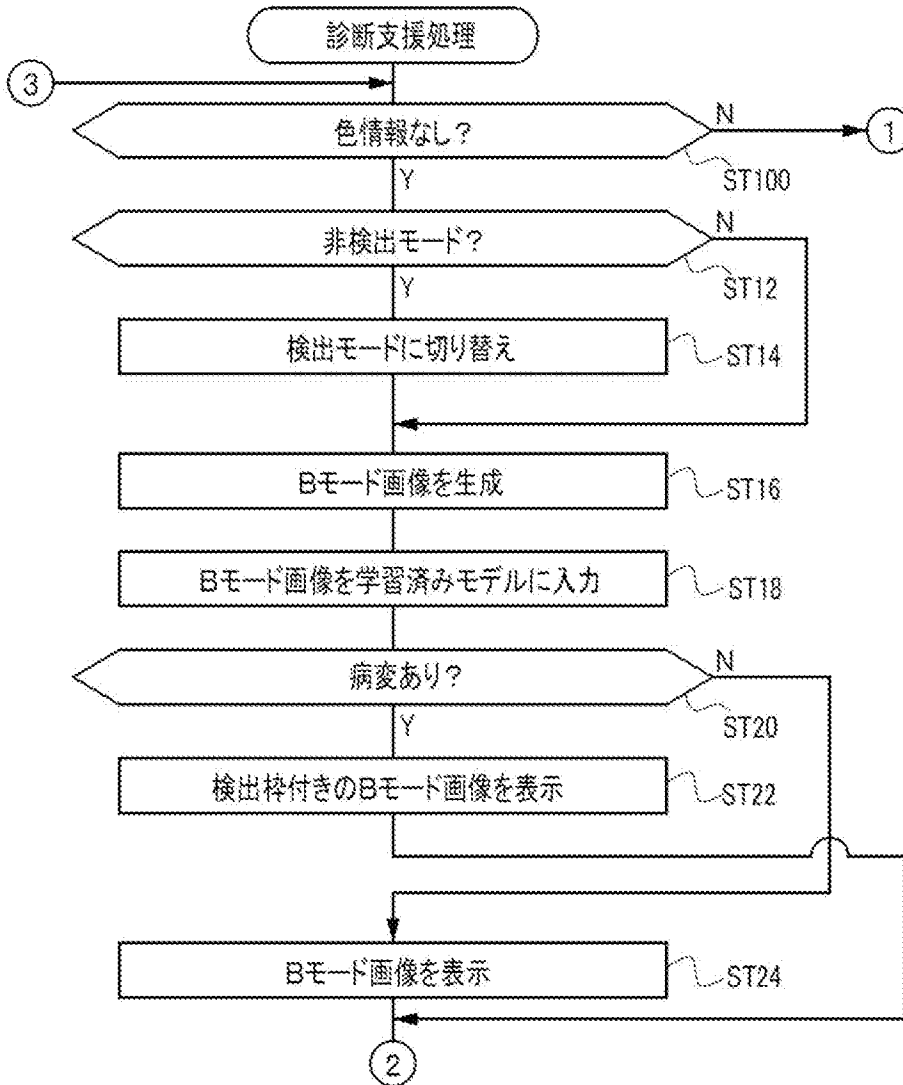 診断支援処理
3
色情報なし?
N
1
ST100
Y
非検出モード?
N
ST12
Y
検出モードに切り替え
ST14
Bモード画像を生成
ST16
Bモード画像を学習済みモデルに入力
ST18
病変あり?
N
ST20
Y
検出枠付きのBモード画像を表示
ST22
Bモード画像を表示
ST24
2